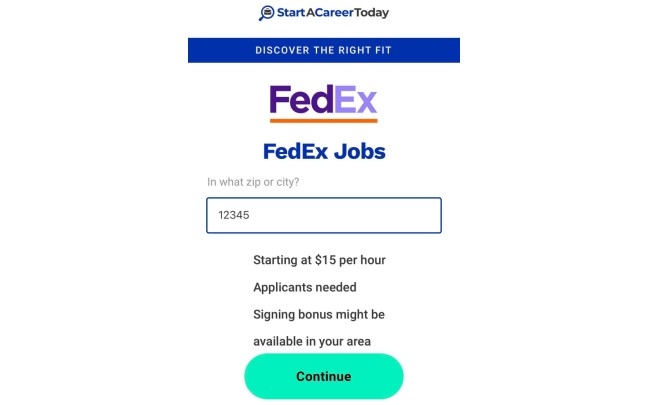 StartACareerToday
DISCOVER THE RIGHT FIT
FedEx
FedEx Jobs
In what zip or city?
12345
Starting at $15 per hour
Applicants needed
Signing bonus might be
available in your area
Continue